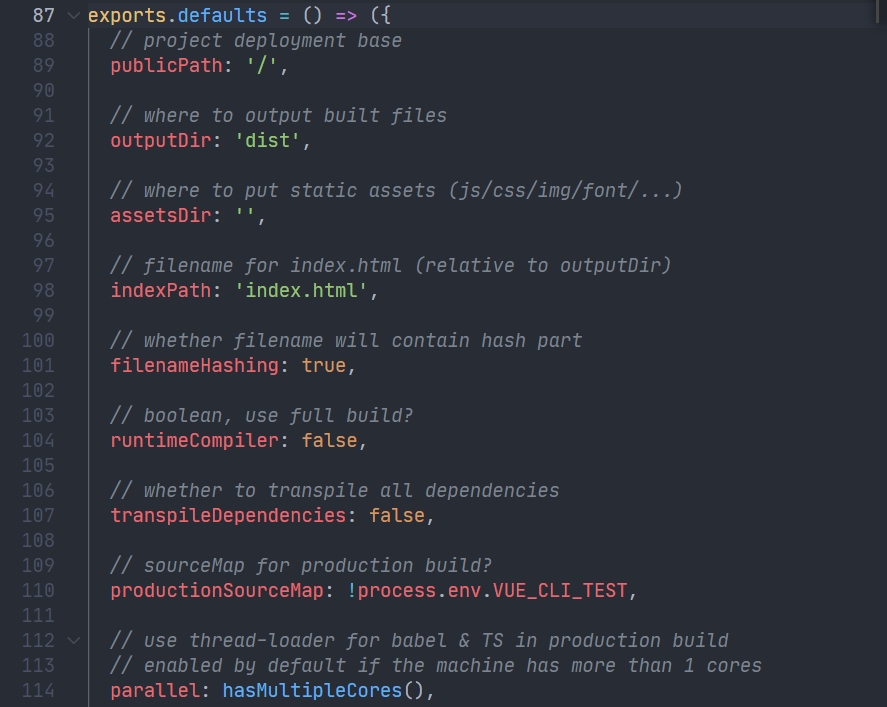 87 exports.defaults = () => ({
88 // project deployment base
89 publicPath: '/',
90
91 // where to output built files
92 outputDir: 'dist',
93
94 // where to put static assets (js/css/img/font/...)
95 assetsDir: '',
96
97 // filename for index.html (relative to outputDir)
98 indexPath: 'index.html',
99
100 // whether filename will contain hash part
101 filenameHashing: true,
102
103 // boolean, use full build?
104 runtimeCompiler: false,
105
106 // whether to transpile all dependencies
107 transpileDependencies: false,
108
109 // sourceMap for production build?
110 productionSourceMap: !process.env.VUE_CLI_TEST,
111
112 // use thread-loader for babel & TS in production build
113 // enabled by default if the machine has more than 1 cores
114 parallel: hasMultipleCores(),